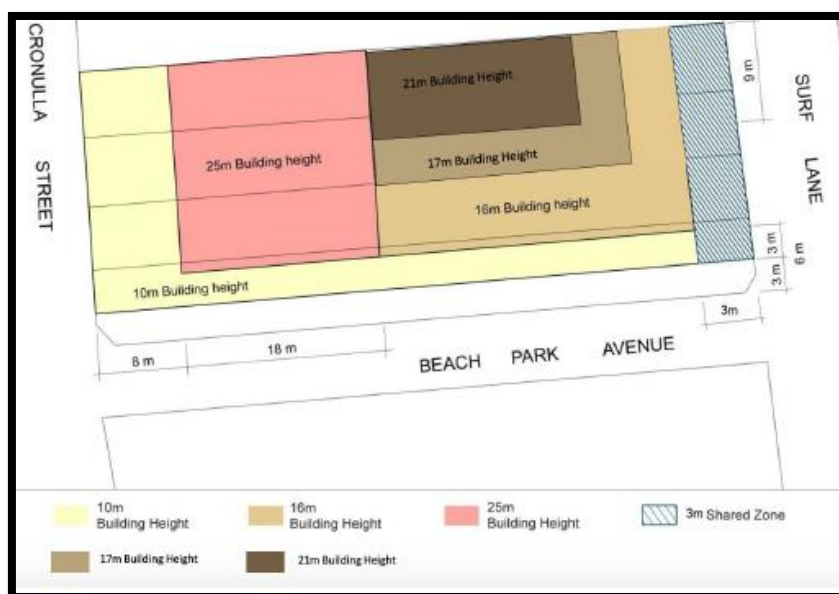 CRONULLA STREET
21m Building Height
25m Building height
17m Building Height
16m Building height
10m Building height
9m
SURF LANE
3m
3m
6m
8 m
18 m
3m
BEACH PARK AVENUE
10m
Building Height
16m
Building Height
25m
Building Height
3m Shared Zone
17m Building Height
21m Building Height